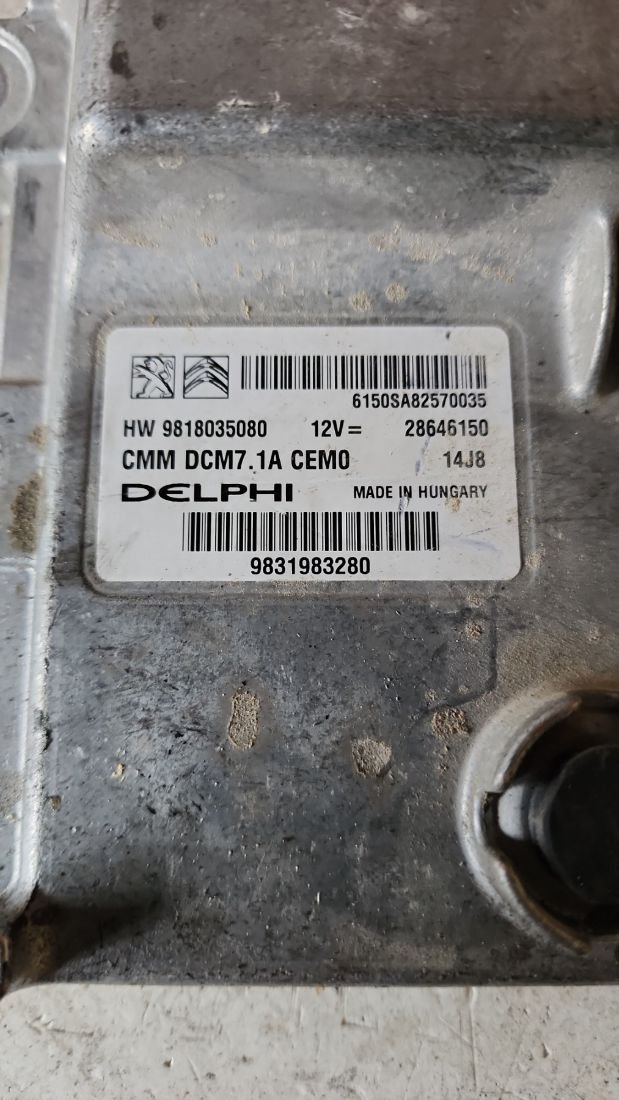 6150SA82570035
HW 9818035080 12V= 28646150
CMM DCM7.1A CEM0 14J8
DELPHI MADE IN HUNGARY
9831983280